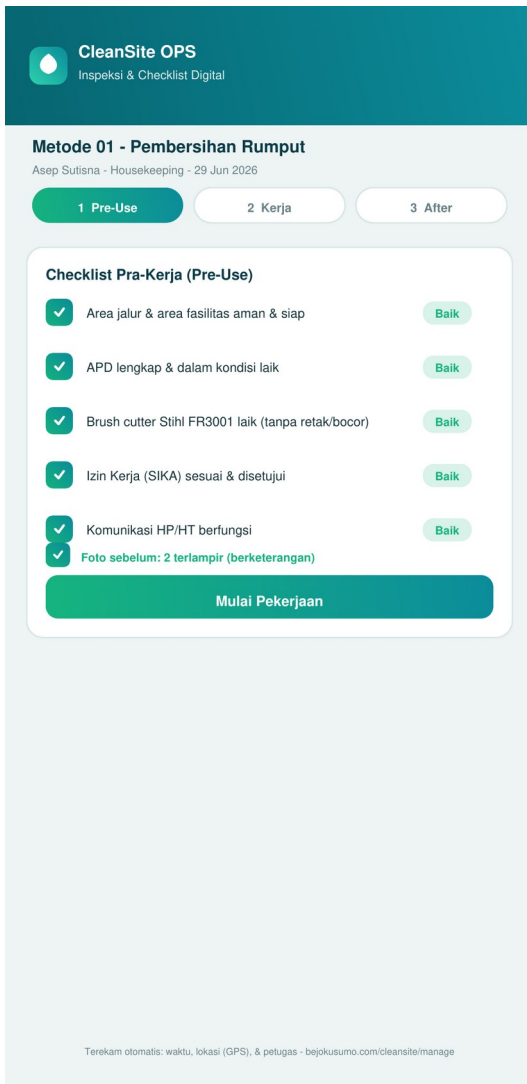 CleanSite OPS
Inspeksi & Checklist Digital
Metode 01 - Pembersihan Rumput
Asep Sutisna - Housekeeping - 29 Jun 2026
1 Pre-Use 2 Kerja 3 After
Checklist Pra-Kerja (Pre-Use)
Area jalur & area fasilitas aman & siap Baik
APD lengkap & dalam kondisi laik Baik
Brush cutter Stihl FR3001 laik (tanpa retak/bocor) Baik
Izin Kerja (SIKA) sesuai & disetujui Baik
Komunikasi HP/HT berfungsi Baik
Foto sebelum: 2 terlampir (berketerangan)
Mulai Pekerjaan
Terekam otomatis: waktu, lokasi (GPS), & petugas - bejokusumo.com/cleansite/manage